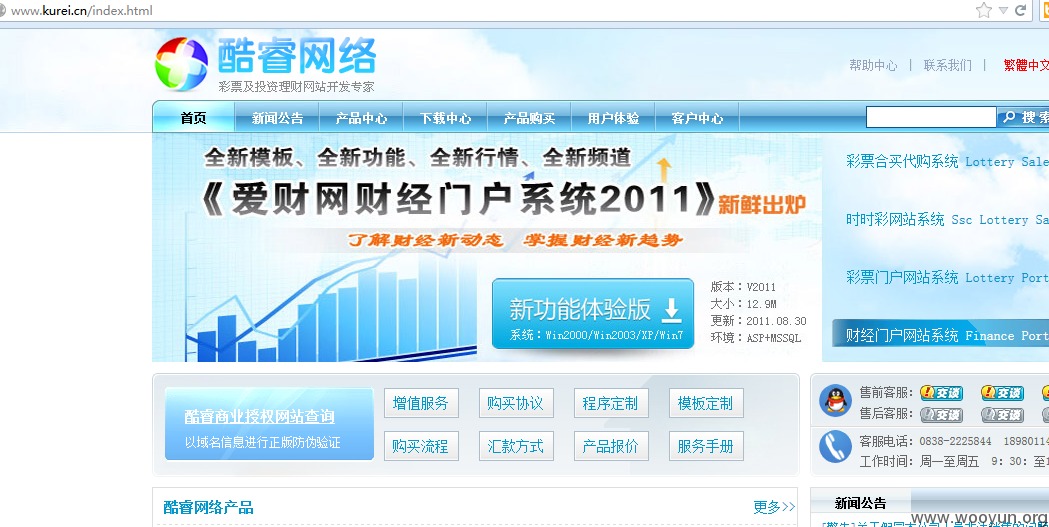 www.kurei.cn/index.html
酷睿网络
彩票及投资理财网站开发专家
帮助中心 | 联系我们 | 繁體中文
首页 新闻公告 产品中心 下载中心 产品购买 用户体验 客户中心 搜索
全新模板、全新功能、全新行情、全新频道
《爱财网财经门户系统2011》新鲜出炉
了解财经新动态 掌握财经新趋势
新功能体验版
系统：Win2000/Win2003/XP/Win7
版本：V2011
大小：12.9M
更新：2011.08.30
环境：ASP+MSSQL
彩票合买代购系统 Lottery Sale
时时彩网站系统 Ssc Lottery Sa
彩票门户网站系统 Lottery Port
财经门户网站系统 Finance Port
酷睿商业授权网站查询
以域名信息进行正版防伪验证
增值服务 购买协议 程序定制 模板定制
购买流程 汇款方式 产品报价 服务手册
售前客服： 交谈 交谈
售后客服： 交谈 交谈
客服电话：0838-2225844 18980114
工作时间：周一至周五 9：30：至1
酷睿网络产品 更多>>
新闻公告
www.wooyun.org